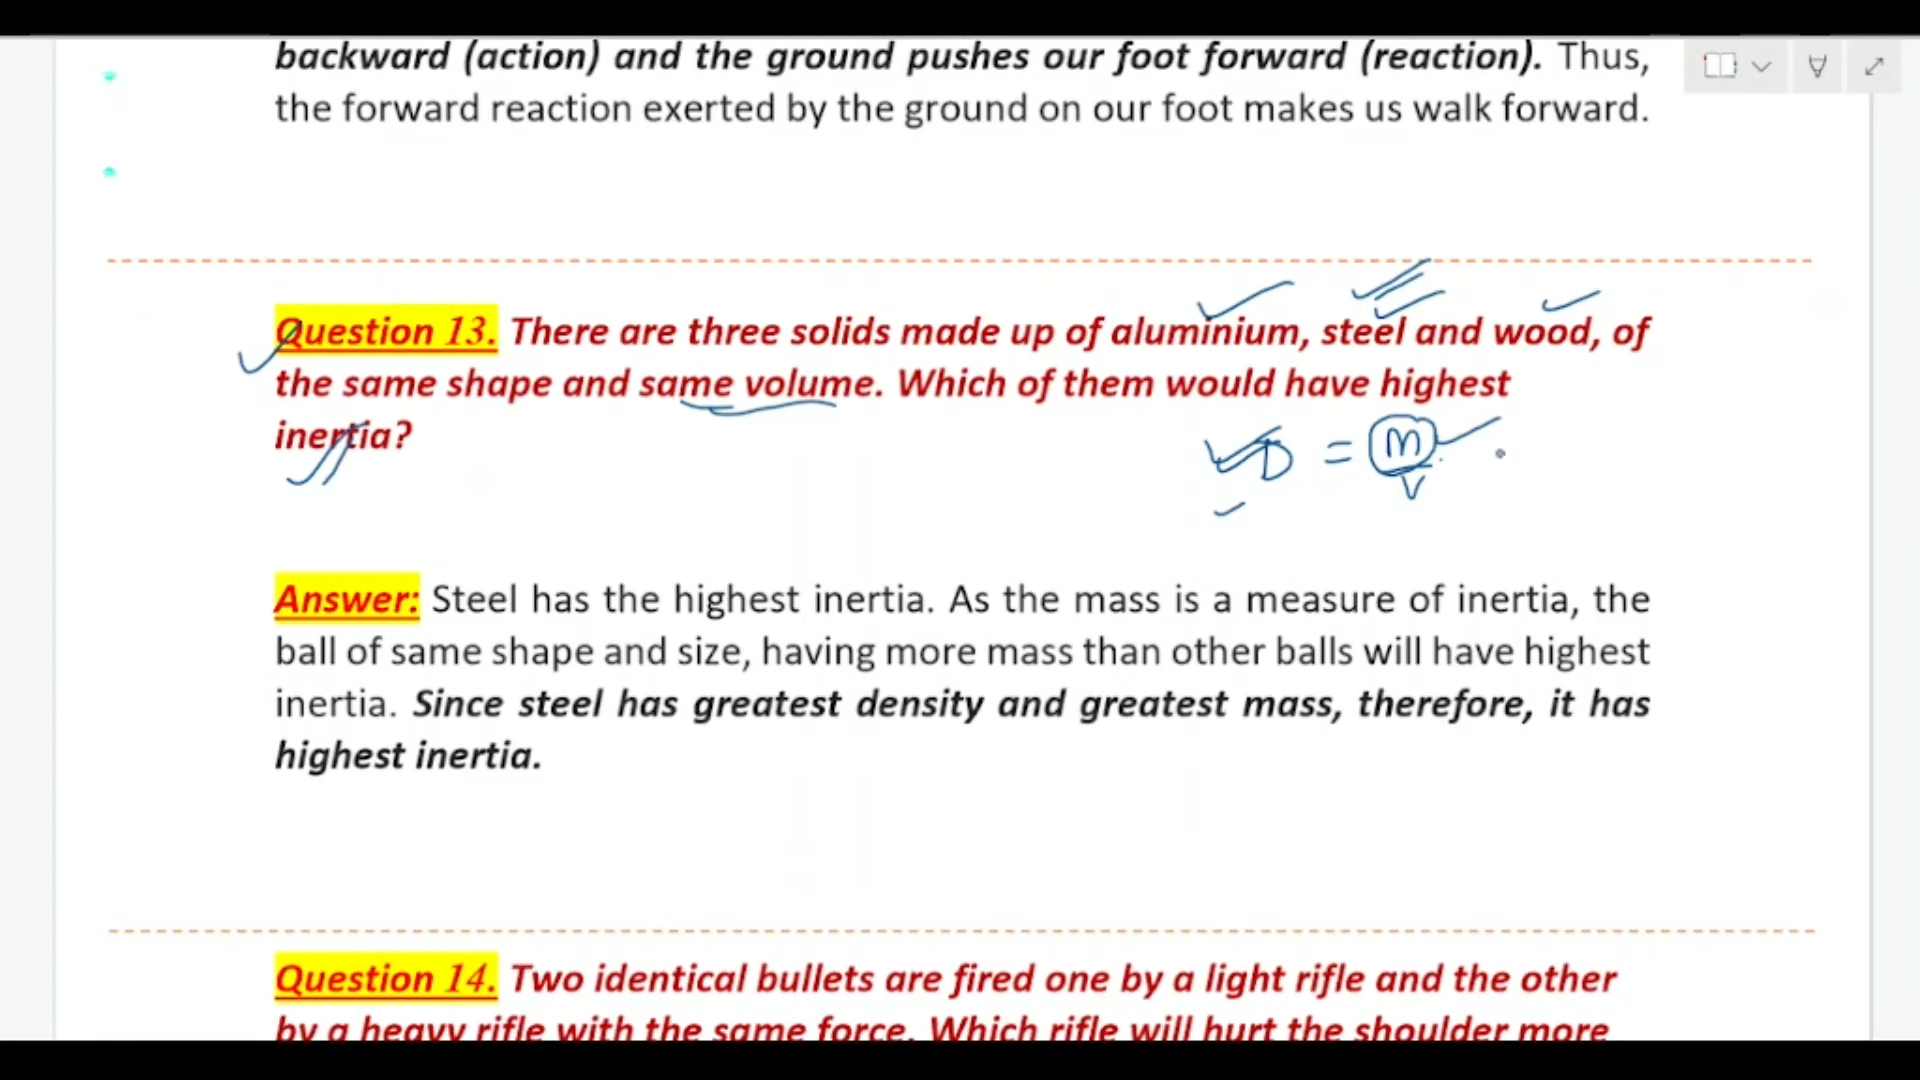 backward (action) and the ground pushes our foot forward (reaction). Thus,
the forward reaction exerted by the ground on our foot makes us walk forward.
Question 13. There are three solids made up of aluminium, steel and wood, of
the same shape and same volume. Which of them would have highest
inertia?
D = m
V
Answer: Steel has the highest inertia. As the mass is a measure of inertia, the
ball of same shape and size, having more mass than other balls will have highest
inertia. Since steel has greatest density and greatest mass, therefore, it has
highest inertia.
Question 14. Two identical bullets are fired one by a light rifle and the other
by a heavy rifle with the same force. Which rifle will hurt the shoulder more